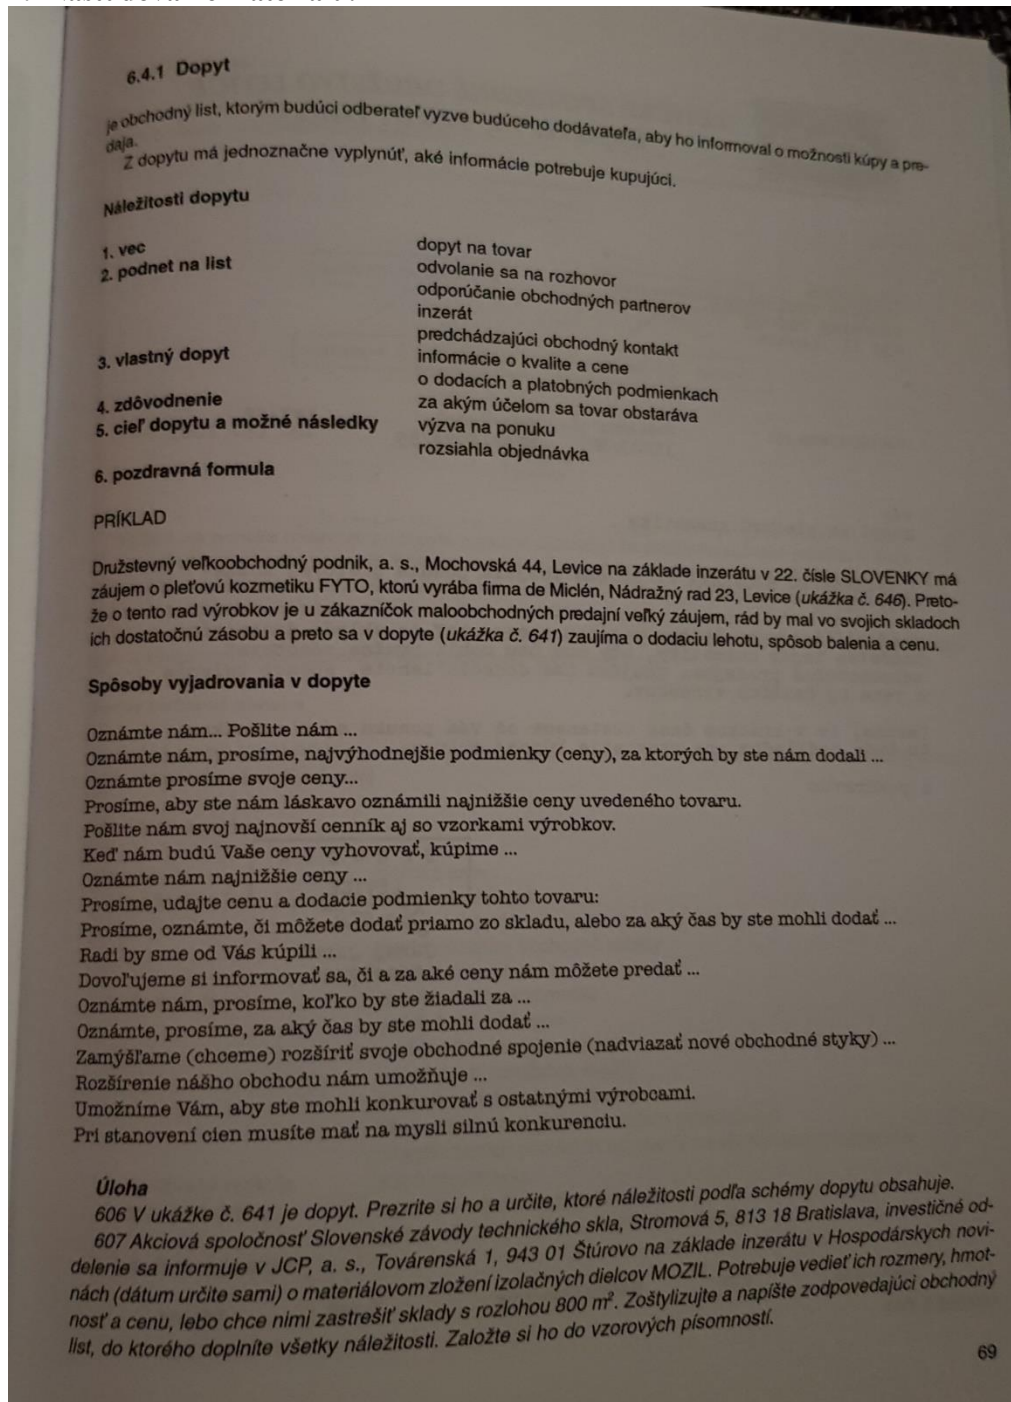 6.4.1 Dopyt
je obchodný list, ktorým budúci odberateľ vyzve budúceho dodávateľa, aby ho informoval o možnosti kúpy a pre-
daja.
Z dopytu má jednoznačne vyplynúť, aké informácie potrebuje kupujúci.
Náležitosti dopytu
1. vec dopyt na tovar
2. podnet na list odvolanie sa na rozhovor
odporúčanie obchodných partnerov
inzerát
predchádzajúci obchodný kontakt
3. vlastný dopyt informácie o kvalite a cene
o dodacích a platobných podmienkach
4. zdôvodnenie za akým účelom sa tovar obstaráva
5. cieľ dopytu a možné následky výzva na ponuku
rozsiahla objednávka
6. pozdravná formula
PRÍKLAD
Družstevný veľkoobchodný podnik, a. s., Mochovská 44, Levice na základe inzerátu v 22. čísle SLOVENKY má
záujem o pleťovú kozmetiku FYTO, ktorú vyrába firma de Miclén, Nádražný rad 23, Levice (ukážka č. 646). Preto-
že o tento rad výrobkov je u zákazníčok maloobchodných predajní veľký záujem, rád by mal vo svojich skladoch
ich dostatočnú zásobu a preto sa v dopyte (ukážka č. 641) zaujíma o dodaciu lehotu, spôsob balenia a cenu.
Spôsoby vyjadrovania v dopyte
Oznámte nám... Pošlite nám ...
Oznámte nám, prosíme, najvýhodnejšie podmienky (ceny), za ktorých by ste nám dodali ...
Oznámte prosíme svoje ceny...
Prosíme, aby ste nám láskavo oznámili najnižšie ceny uvedeného tovaru.
Pošlite nám svoj najnovší cenník aj so vzorkami výrobkov.
Keď nám budú Vaše ceny vyhovovať, kúpime ...
Oznámte nám najnižšie ceny ...
Prosíme, udajte cenu a dodacie podmienky tohto tovaru:
Prosíme, oznámte, či môžete dodať priamo zo skladu, alebo za aký čas by ste mohli dodať ...
Radi by sme od Vás kúpili ...
Dovoľujeme si informovať sa, či a za aké ceny nám môžete predať ...
Oznámte nám, prosíme, koľko by ste žiadali za ...
Oznámte, prosíme, za aký čas by ste mohli dodať ...
Zamýšľame (chceme) rozšíriť svoje obchodné spojenie (nadviazať nové obchodné styky) ...
Rozšírenie nášho obchodu nám umožňuje ...
Umožníme Vám, aby ste mohli konkurovať s ostatnými výrobcami.
Pri stanovení cien musíte mať na mysli silnú konkurenciu.
Úloha
606 V ukážke č. 641 je dopyt. Prezrite si ho a určite, ktoré náležitosti podľa schémy dopytu obsahuje.
607 Akciová spoločnosť Slovenské závody technického skla, Stromová 5, 813 18 Bratislava, investičné od-
delenie sa informuje v JCP, a. s., Továrenská 1, 943 01 Štúrovo na základe inzerátu v Hospodárskych novi-
nách (dátum určite sami) o materiálovom zložení izolačných dielcov MOZIL. Potrebuje vedieť ich rozmery, hmot-
nosť a cenu, lebo chce nimi zastrešiť sklady s rozlohou 800 m². Zoštylizujte a napíšte zodpovedajúci obchodný
list, do ktorého doplníte všetky náležitosti. Založte si ho do vzorových písomností.
69